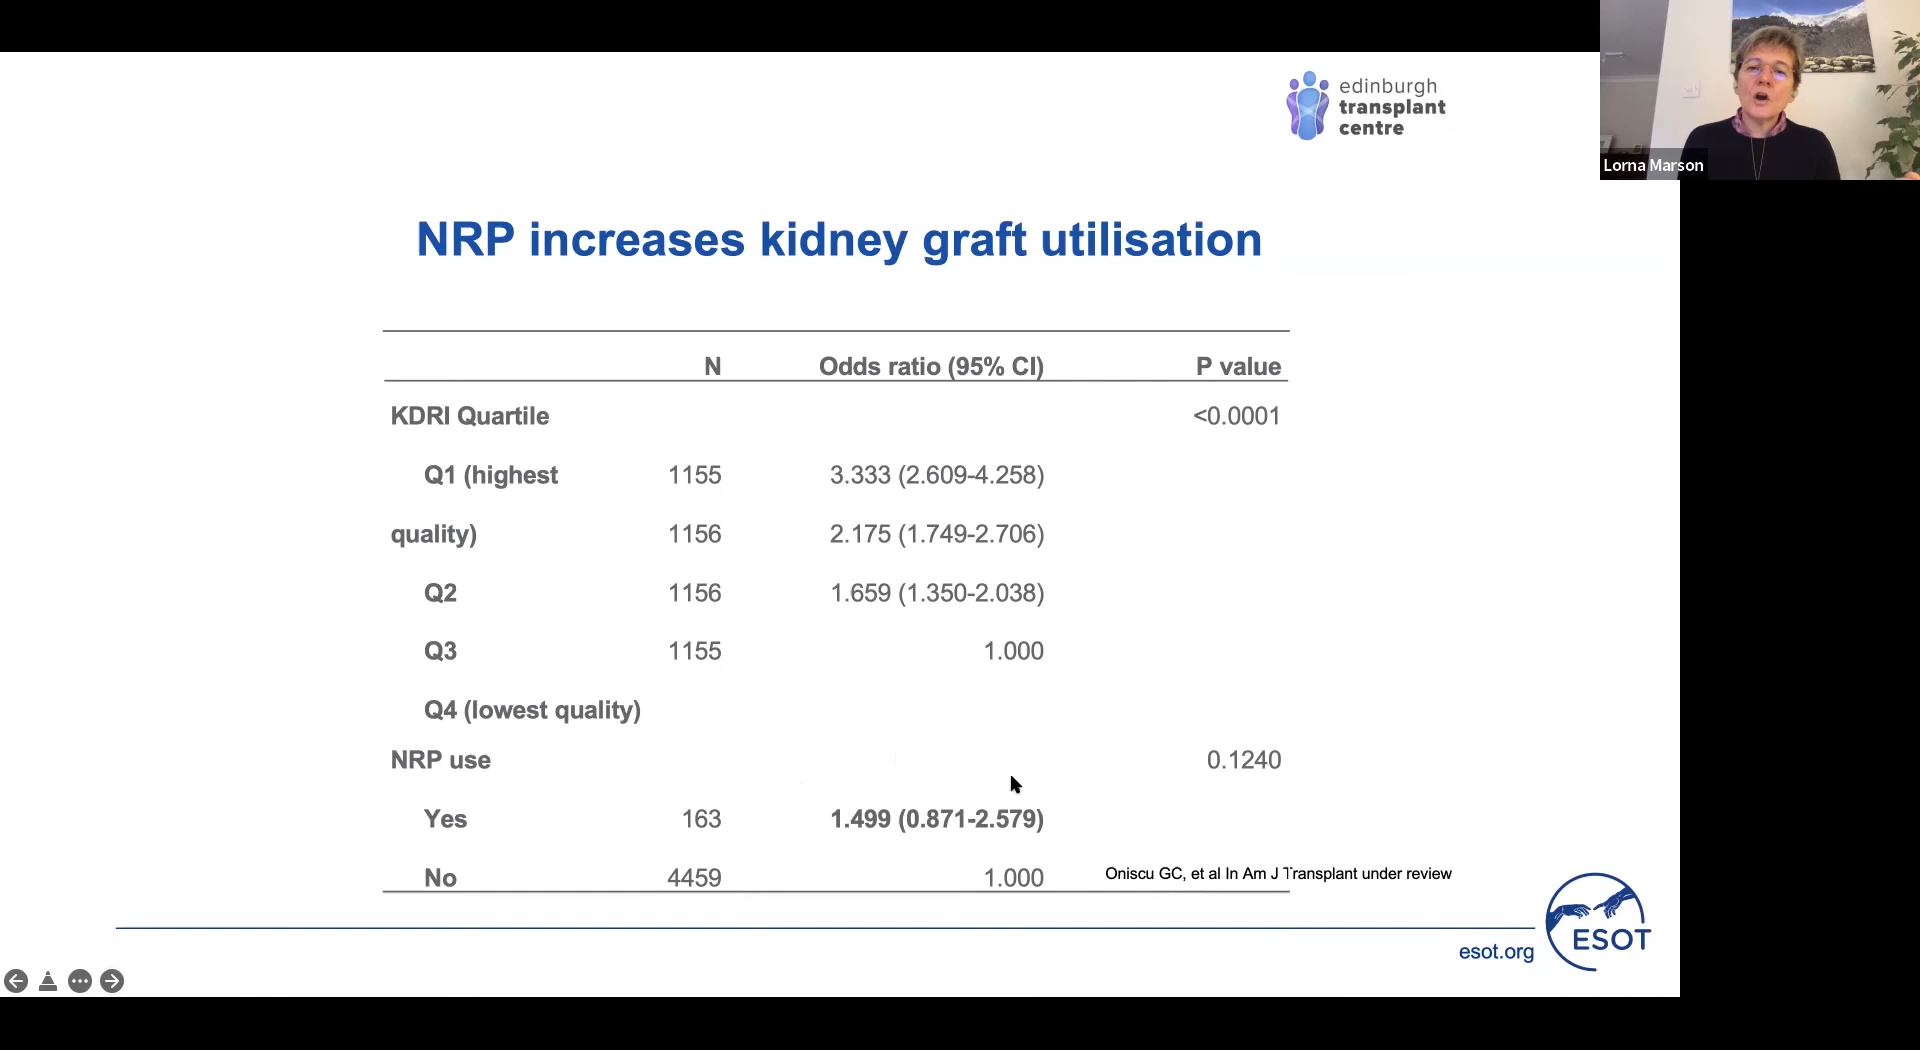 edinburgh
transplant
centre
Lorna Marson
NRP increases kidney graft utilisation
N Odds ratio (95% CI) P value
KDRI Quartile <0.0001
Q1 (highest 1155 3.333 (2.609-4.258)
quality) 1156 2.175 (1.749-2.706)
Q2 1156 1.659 (1.350-2.038)
Q3 1155 1.000
Q4 (lowest quality)
NRP use 0.1240
Yes 163 1.499 (0.871-2.579)
No 4459 1.000
Oniscu GC, et al In Am J Transplant under review
ESOT
esot.org